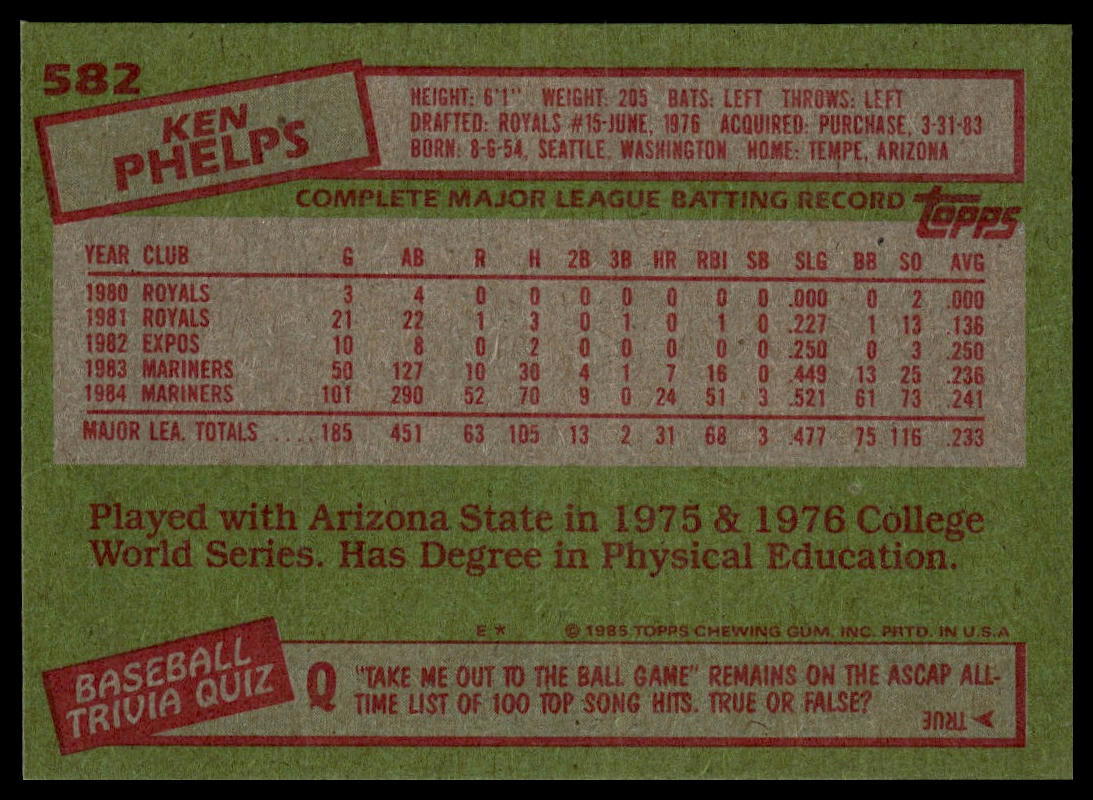 582
KEN
PHELPS
HEIGHT: 6'1" WEIGHT: 205 BATS: LEFT THROWS: LEFT
DRAFTED: ROYALS #15-JUNE, 1976 ACQUIRED: PURCHASE, 3-31-83
BORN: 8-6-54, SEATTLE, WASHINGTON HOME: TEMPE, ARIZONA
COMPLETE MAJOR LEAGUE BATTING RECORD topps
YEAR CLUB G AB R H 2B 3B HR RBI SB SLG BB SO AVG
1980 ROYALS 3 4 0 0 0 0 0 0 0 .000 0 2 .000
1981 ROYALS 21 22 1 3 0 1 0 1 0 .227 1 13 .136
1982 EXPOS 10 8 0 2 0 0 0 0 0 .250 0 3 .250
1983 MARINERS 50 127 10 30 4 1 7 16 0 .449 13 25 .236
1984 MARINERS 101 290 52 70 9 0 24 51 3 .521 61 73 .241
MAJOR LEA. TOTALS .... 185 451 63 105 13 2 31 68 3 .477 75 116 .233
Played with Arizona State in 1975 & 1976 College
World Series. Has Degree in Physical Education.
E* © 1985 TOPPS CHEWING GUM, INC. PRTD. IN U.S.A
BASEBALL
TRIVIA QUIZ
Q "TAKE ME OUT TO THE BALL GAME" REMAINS ON THE ASCAP ALL-
TIME LIST OF 100 TOP SONG HITS. TRUE OR FALSE?
TRUE